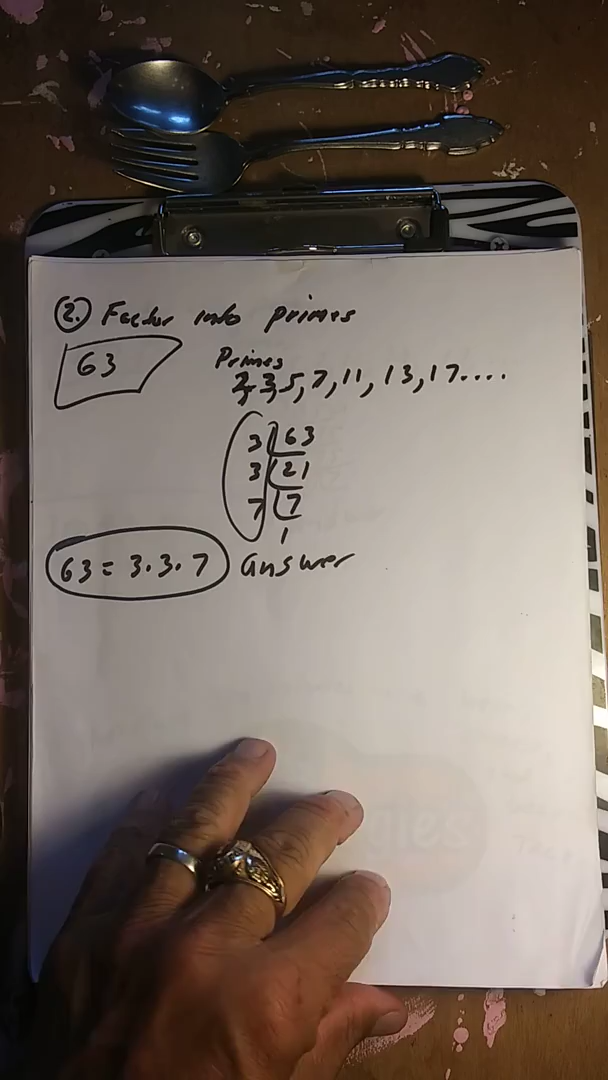 2. Factor into primes
63
Primes
2, 3, 5, 7, 11, 13, 17....
3 63
3 21
7 7
1
63 = 3.3.7 answer